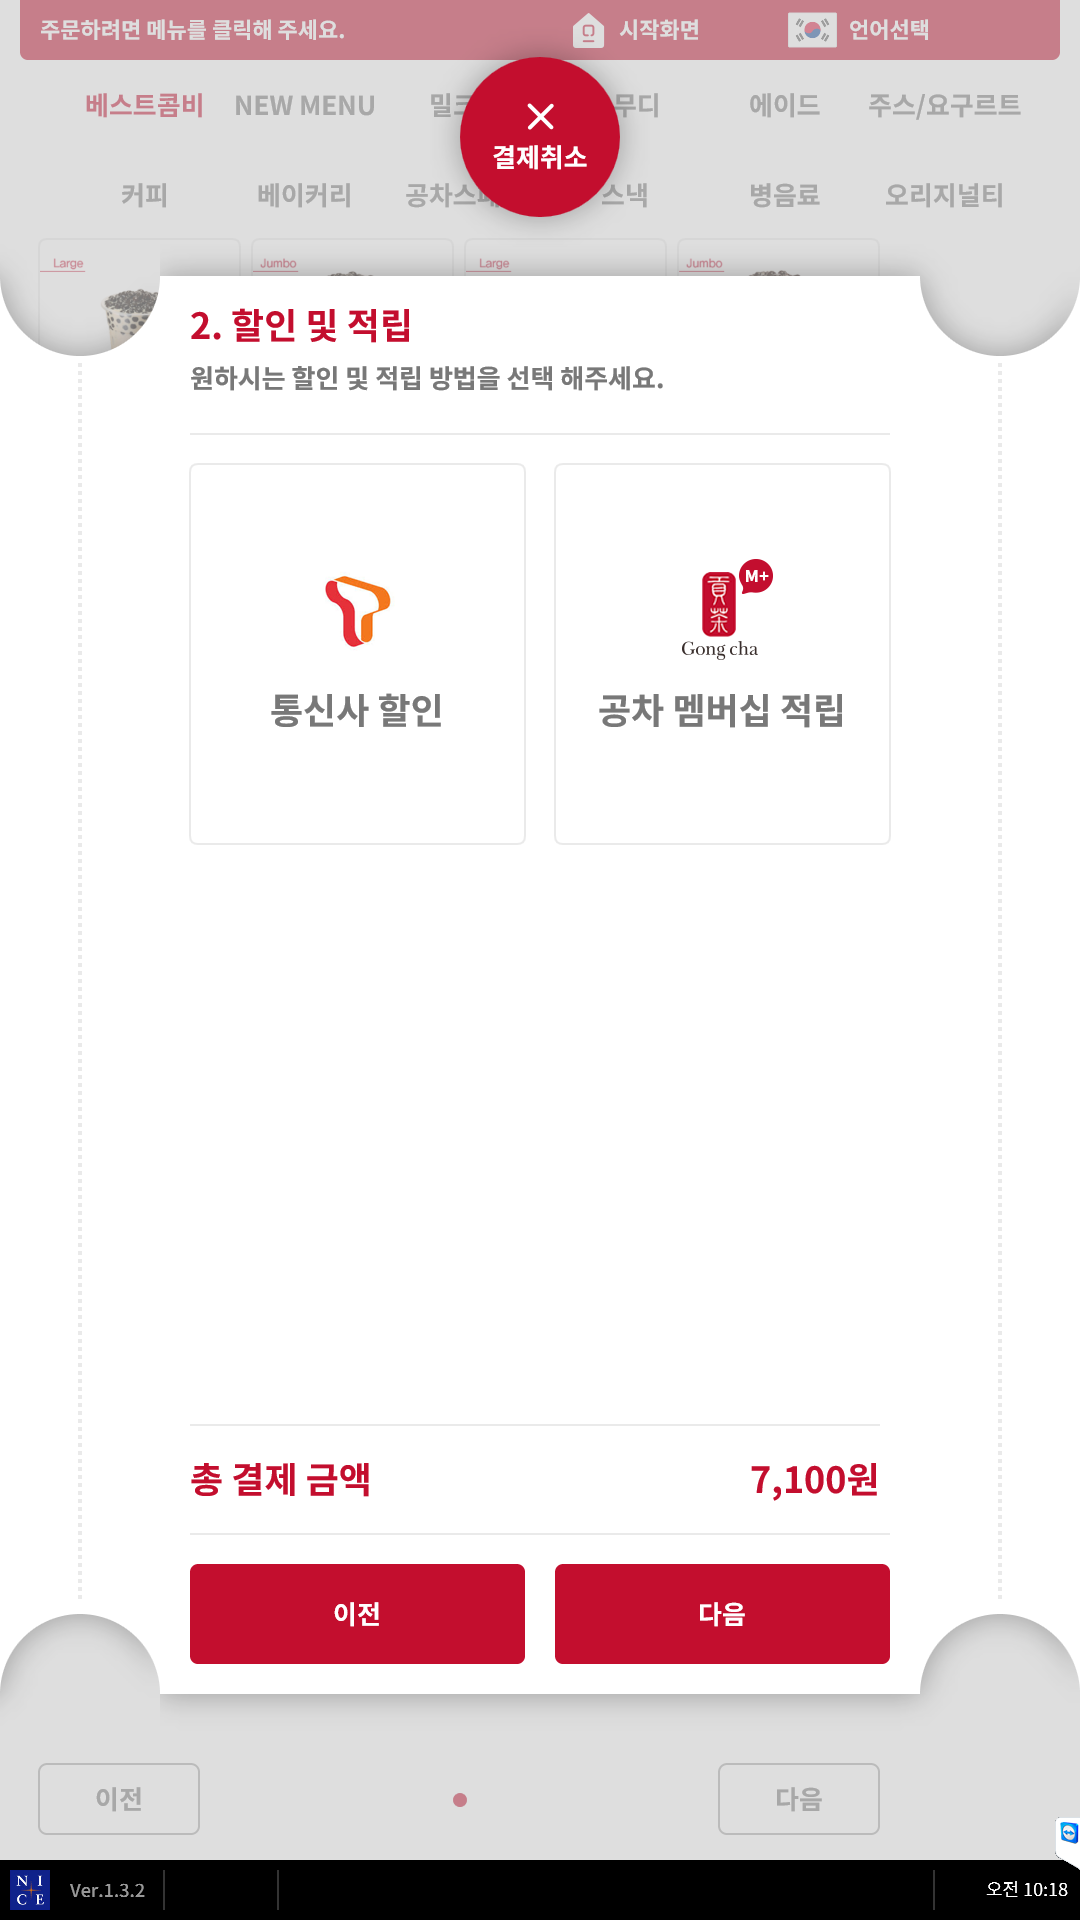 주문하려면 메뉴를 클릭해 주세요.
시작화면
언어선택
베스트콤비
NEW MENU
밀크
무디
에이드
주스/요구르트
결제취소
커피
베이커리
공차스페
스낵
병음료
오리지널티
Large
Jumbo
Large
Jumbo
2. 할인 및 적립
원하시는 할인 및 적립 방법을 선택 해주세요.
M+
貢茶
Gong cha
통신사 할인
공차 멤버십 적립
총 결제 금액
7,100원
이전
다음
이전
다음
NICE
Ver.1.3.2
오전 10:18